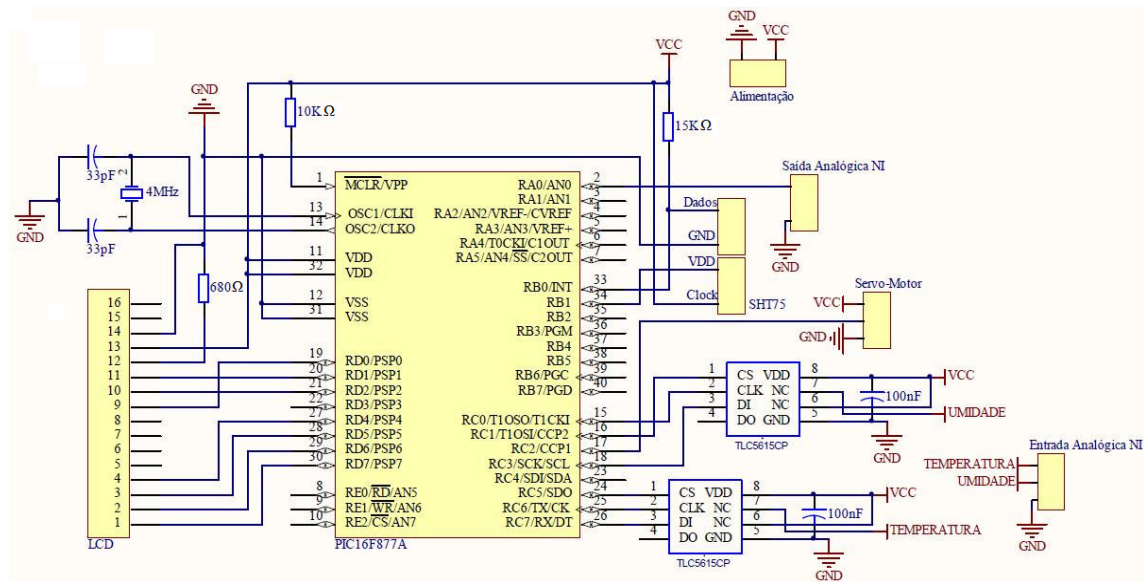 GND
VCC
Alimentação
VCC
GND
10KΩ
15KΩ
33pF
2
4MHz
1
33pF
GND
680Ω
1 MCLR/VPP
13 OSC1/CLKI
14 OSC2/CLKO
11 VDD
32 VDD
12 VSS
31 VSS
19 RD0/PSP0
20 RD1/PSP1
21 RD2/PSP2
22 RD3/PSP3
27 RD4/PSP4
28 RD5/PSP5
29 RD6/PSP6
30 RD7/PSP7
8 RE0/RD/AN5
9 RE1/WR/AN6
10 RE2/CS/AN7
PIC16F877A
RA0/AN0 2
RA1/AN1 3
RA2/AN2/VREF-/CVREF 4
RA3/AN3/VREF+ 5
RA4/T0CKI/C1OUT 6
RA5/AN4/SS/C2OUT 7
RB0/INT 33
RB1 34
RB2 35
RB3/PGM 36
RB4 37
RB5 38
RB6/PGC 39
RB7/PGD 40
RC0/T1OSO/T1CKI 15
RC1/T1OSI/CCP2 16
RC2/CCP1 17
RC3/SCK/SCL 18
RC4/SDI/SDA 23
RC5/SDO 24
RC6/TX/CK 25
RC7/RX/DT 26
16
15
14
13
12
11
10
9
8
7
6
5
4
3
2
1
LCD
Saída Analógica NI
GND
Dados
GND
VDD
Clock
SHT75
Servo-Motor
VCC
GND
1 CS VDD 8
2 CLK NC 7
3 DI NC 6
4 DO GND 5
TLC5615CP
100nF
VCC
UMIDADE
GND
1 CS VDD 8
2 CLK NC 7
3 DI NC 6
4 DO GND 5
TLC5615CP
100nF
VCC
TEMPERATURA
GND
Entrada Analógica NI
TEMPERATURA
UMIDADE
GND